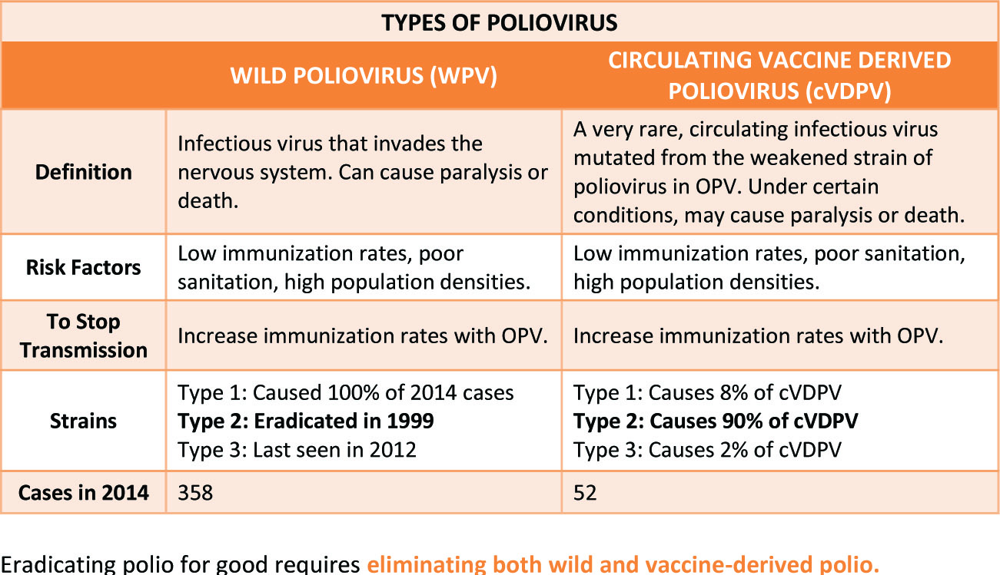 TYPES OF POLIOVIRUS
WILD POLIOVIRUS (WPV)
CIRCULATING VACCINE DERIVED
POLIOVIRUS (cVDPV)
Definition
Infectious virus that invades the
nervous system. Can cause paralysis or
death.
A very rare, circulating infectious virus
mutated from the weakened strain of
poliovirus in OPV. Under certain
conditions, may cause paralysis or death.
Risk Factors
Low immunization rates, poor
sanitation, high population densities.
Low immunization rates, poor sanitation,
high population densities.
To Stop
Transmission
Increase immunization rates with OPV.
Increase immunization rates with OPV.
Strains
Type 1: Caused 100% of 2014 cases
Type 2: Eradicated in 1999
Type 3: Last seen in 2012
Type 1: Causes 8% of cVDPV
Type 2: Causes 90% of cVDPV
Type 3: Causes 2% of cVDPV
Cases in 2014
358
52
Eradicating polio for good requires eliminating both wild and vaccine-derived polio.